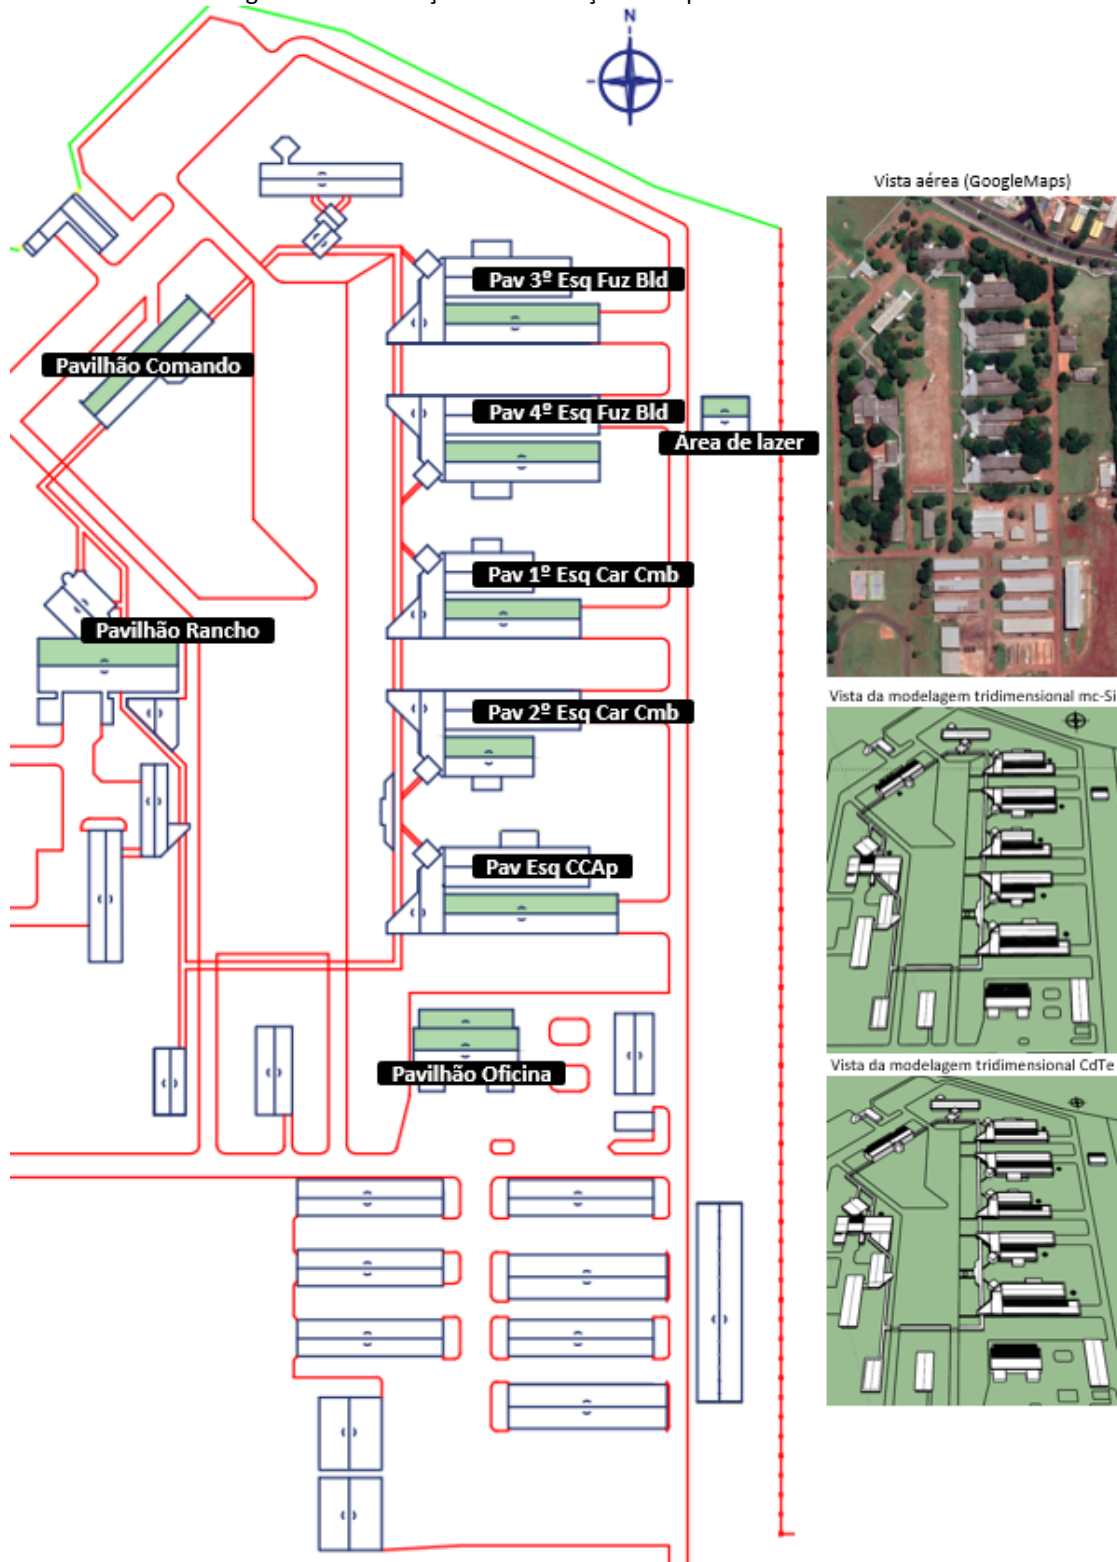 N
Vista aérea (GoogleMaps)
Pav 3º Esq Fuz Bld
Pavilhão Comando
Pav 4º Esq Fuz Bld
Área de lazer
Pav 1º Esq Car Cmb
Pavilhão Rancho
Vista da modelagem tridimensional mc-Si
Pav 2º Esq Car Cmb
Pav Esq CCAp
Vista da modelagem tridimensional CdTe
Pavilhão Oficina